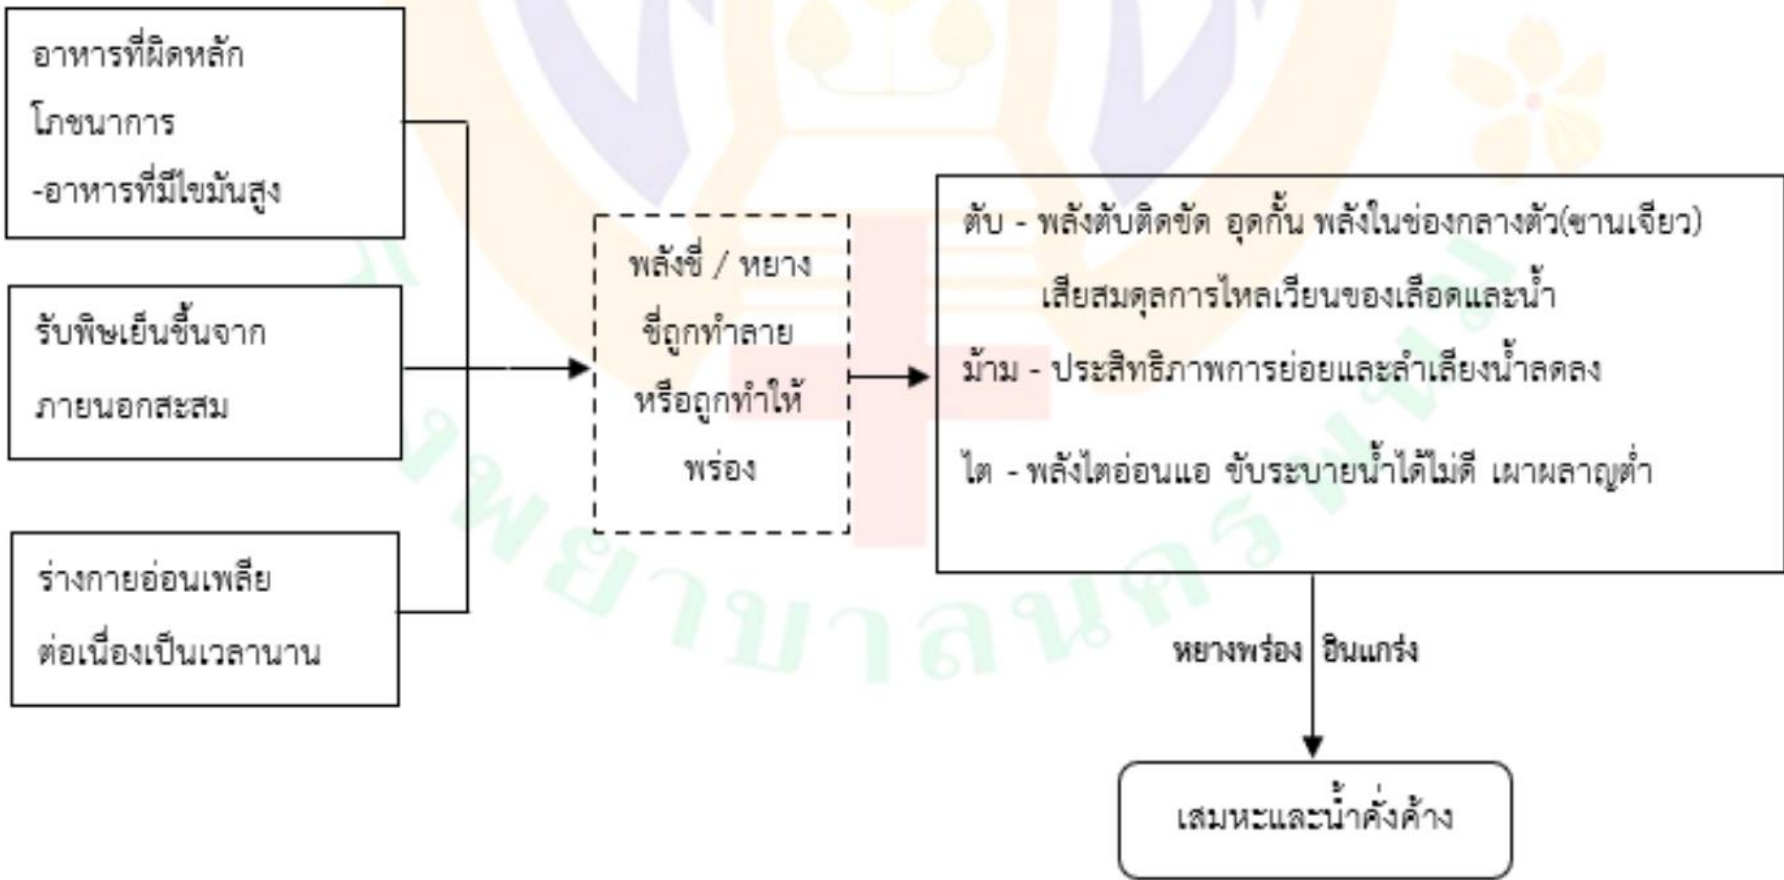 อาหารที่ผิดหลัก
โภชนาการ
-อาหารที่มีไขมันสูง
รับพิษเย็นชื้นจาก
ภายนอกสะสม
ร่างกายอ่อนเพลีย
ต่อเนื่องเป็นเวลานาน
พลังชี่ / หยาง
ชี่ถูกทำลาย
หรือถูกทำให้
พร่อง
ตับ - พลังตับติดขัด อุดกั้น พลังในช่องกลางตัว(ซานเจียว)
เสียสมดุลการไหลเวียนของเลือดและน้ำ
ม้าม - ประสิทธิภาพการย่อยและลำเลียงน้ำลดลง
ไต - พลังไตอ่อนแอ ขับระบายน้ำได้ไม่ดี เผาผลาญต่ำ
หยางพร่อง อินแกร่ง
เสมหะและน้ำคั่งค้าง